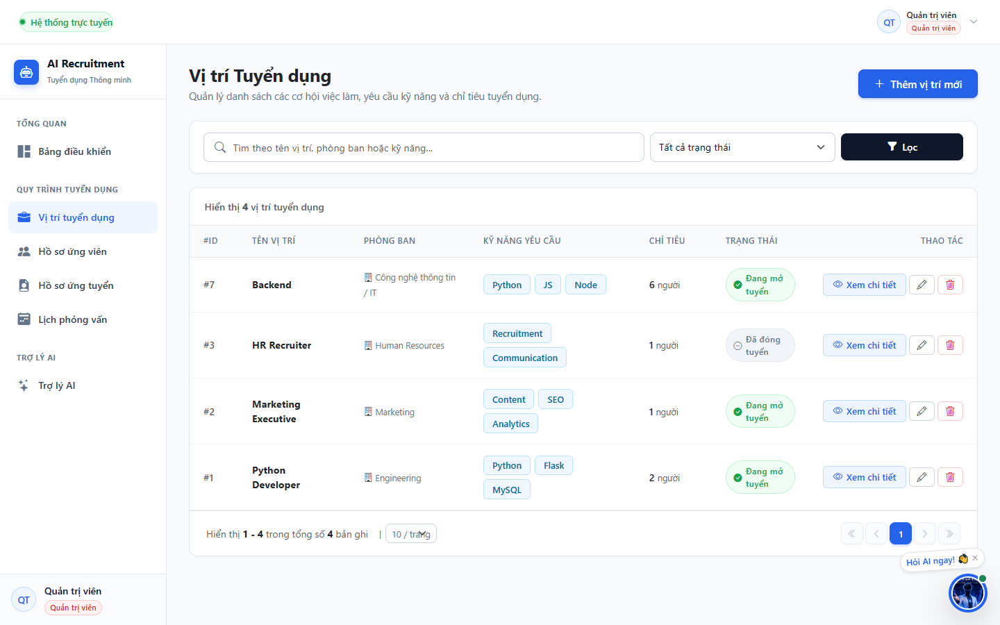 Hệ thống trực tuyến
QT
Quản trị viên
Quản trị viên
AI Recruitment
Tuyển dụng Thông minh
TỔNG QUAN
Bảng điều khiển
QUY TRÌNH TUYỂN DỤNG
Vị trí tuyển dụng
Hồ sơ ứng viên
Hồ sơ ứng tuyển
Lịch phỏng vấn
TRỢ LÝ AI
Trợ lý AI
QT
Quản trị viên
Quản trị viên
Vị trí Tuyển dụng
Quản lý danh sách các cơ hội việc làm, yêu cầu kỹ năng và chỉ tiêu tuyển dụng.
Thêm vị trí mới
Tìm theo tên vị trí, phòng ban hoặc kỹ năng...
Tất cả trạng thái
Lọc
Hiển thị 4 vị trí tuyển dụng
#ID TÊN VỊ TRÍ PHÒNG BAN KỸ NĂNG YÊU CẦU CHỈ TIÊU TRẠNG THÁI THAO TÁC
#7 Backend Công nghệ thông tin
/ IT
Python JS Node 6 người Đang mở
tuyển
Xem chi tiết
#3 HR Recruiter Human Resources Recruitment
Communication
1 người Đã đóng
tuyển
Xem chi tiết
#2 Marketing
Executive
Marketing Content SEO
Analytics
1 người Đang mở
tuyển
Xem chi tiết
#1 Python
Developer
Engineering Python Flask
MySQL
2 người Đang mở
tuyển
Xem chi tiết
Hiển thị 1 - 4 trong tổng số 4 bản ghi | 10 / trang
1
Hỏi AI ngay! 👏